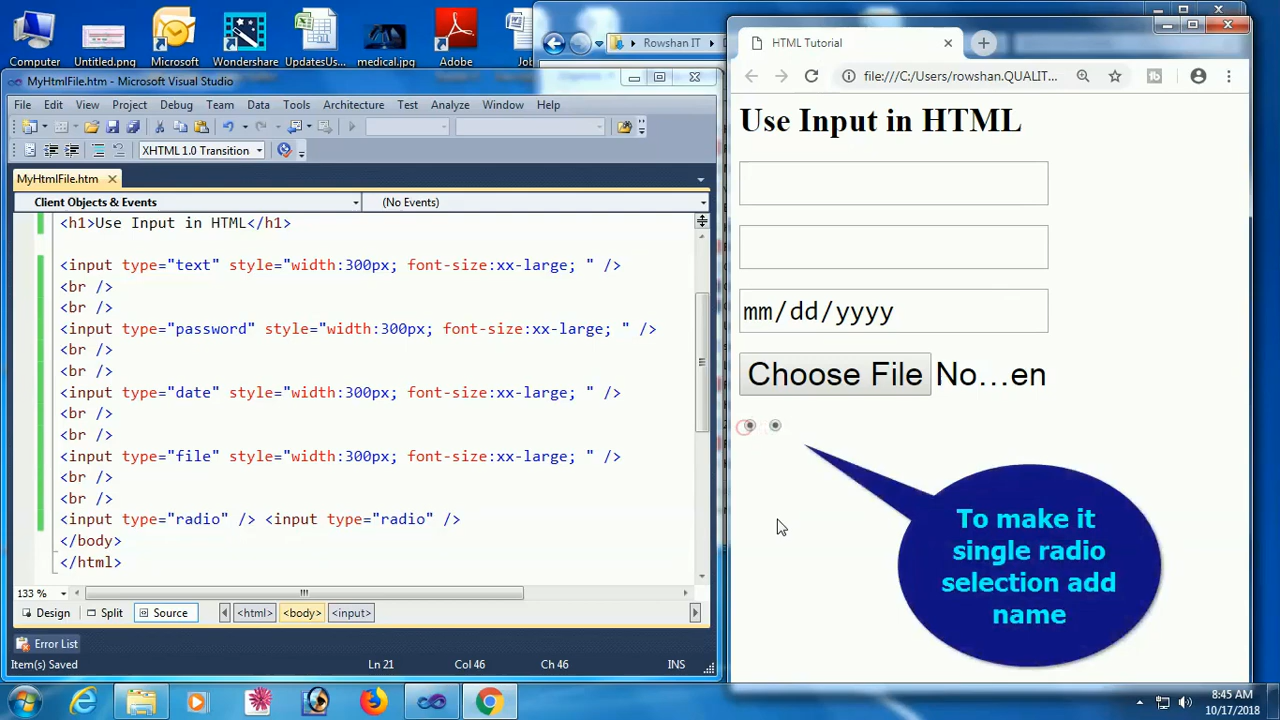 Computer
Untitled.png
Microsoft
Wondershare
UpdatesUs...
medical.jpg
Adobe
Rowshan IT
MyHtmlFile.htm - Microsoft Visual Studio
File Edit View Project Debug Team Data Tools Architecture Test Analyze Window Help
XHTML 1.0 Transition
MyHtmlFile.htm
Client Objects & Events
(No Events)
<h1>Use Input in HTML</h1>
<input type="text" style="width:300px; font-size:xx-large; " />
<br />
<br />
<input type="password" style="width:300px; font-size:xx-large; " />
<br />
<br />
<input type="date" style="width:300px; font-size:xx-large; " />
<br />
<br />
<input type="file" style="width:300px; font-size:xx-large; " />
<br />
<br />
<input type="radio" /> <input type="radio" />
</body>
</html>
133 %
Design Split Source <html> <body> <input>
Error List
Item(s) Saved Ln 21 Col 46 Ch 46 INS
HTML Tutorial
file:///C:/Users/rowshan.QUALIT...
Use Input in HTML
mm/dd/yyyy
Choose File No...en
To make it
single radio
selection add
name
8:45 AM
10/17/2018